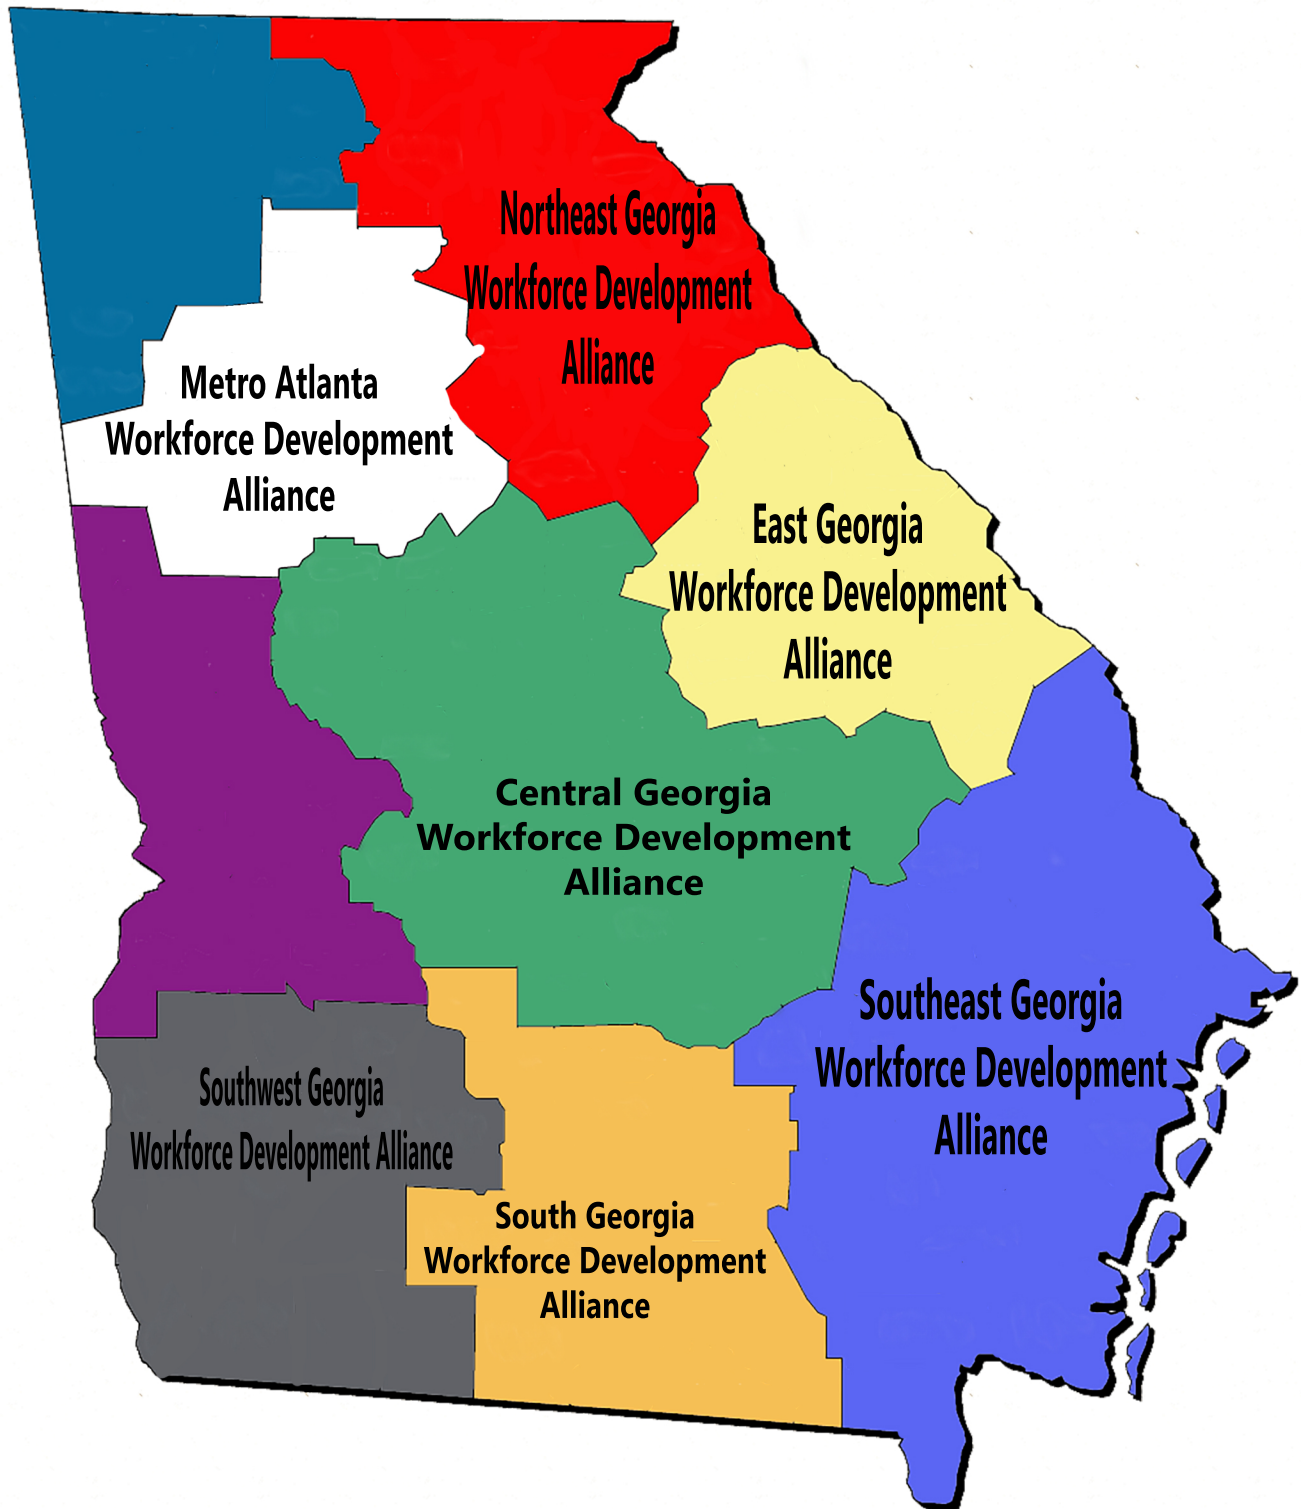 Northeast Georgia
Workforce Development
Alliance
Metro Atlanta
Workforce Development
Alliance
East Georgia
Workforce Development
Alliance
Central Georgia
Workforce Development
Alliance
Southeast Georgia
Workforce Development
Alliance
Southwest Georgia
Workforce Development Alliance
South Georgia
Workforce Development
Alliance